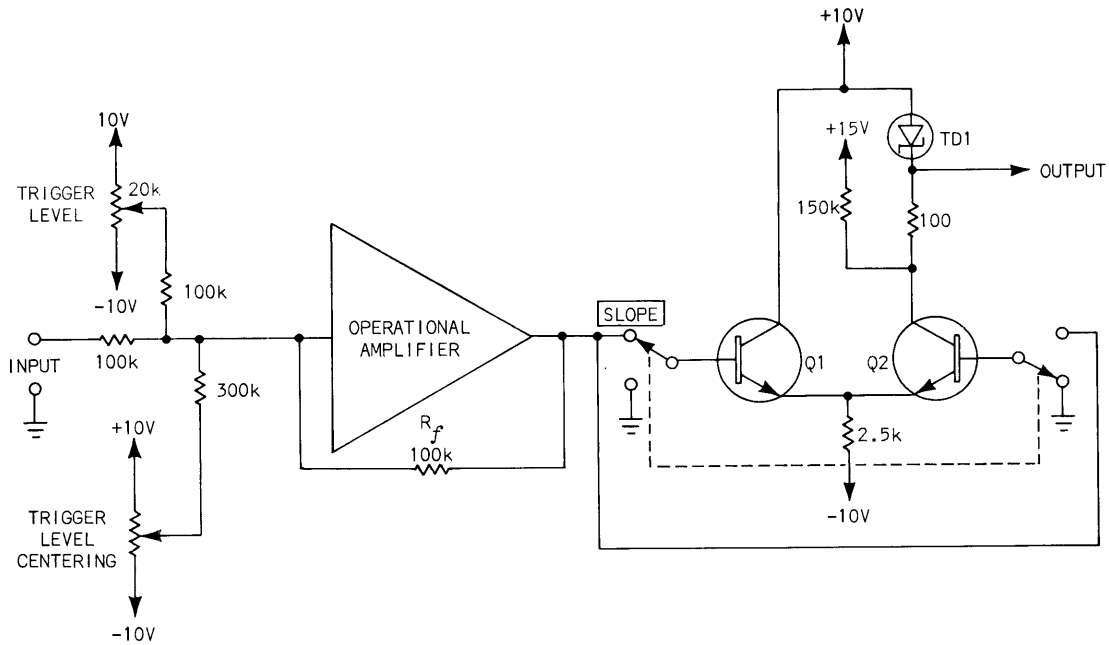 +10V
10V
+15V
TD1
TRIGGER
LEVEL
20k
OUTPUT
150k
100
-10V
100k
SLOPE
OPERATIONAL
AMPLIFIER
INPUT
100k
300k
Q1
Q2
+10V
Rf
100k
2.5k
-10V
TRIGGER
LEVEL
CENTERING
-10V